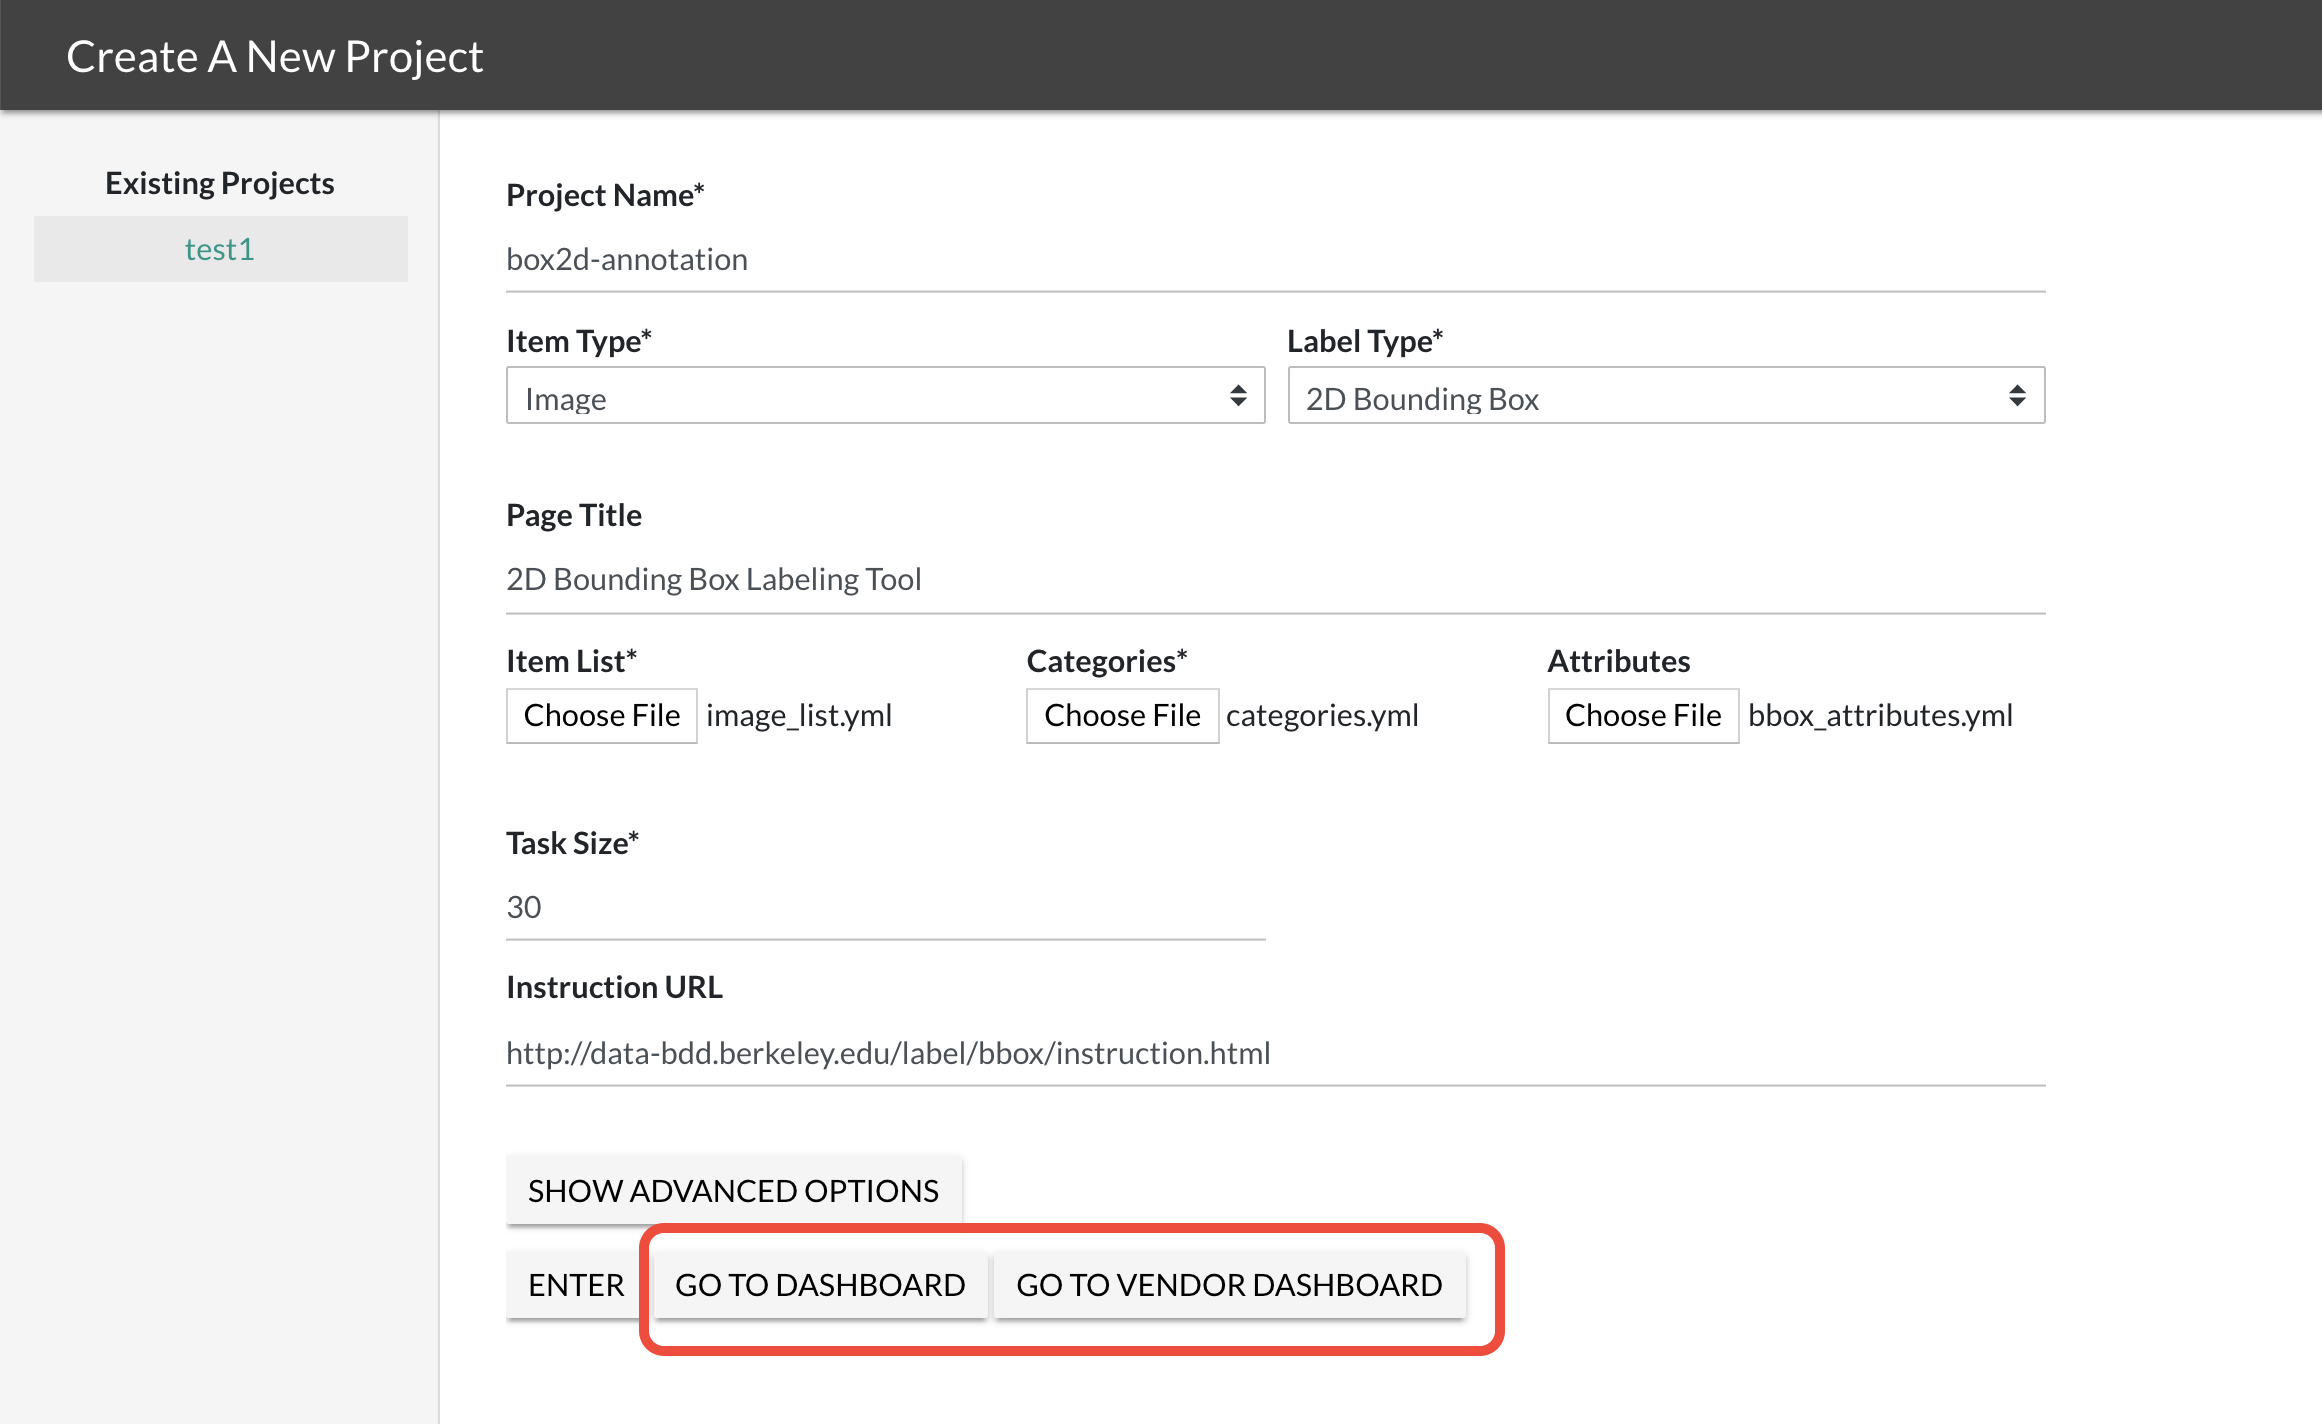 Create A New Project
Existing Projects
test1
Project Name*
box2d-annotation
Item Type*
Label Type*
Image
2D Bounding Box
Page Title
2D Bounding Box Labeling Tool
Item List*
Categories*
Attributes
Choose File image_list.yml
Choose File categories.yml
Choose File bbox_attributes.yml
Task Size*
30
Instruction URL
http://data-bdd.berkeley.edu/label/bbox/instruction.html
SHOW ADVANCED OPTIONS
ENTER GO TO DASHBOARD GO TO VENDOR DASHBOARD